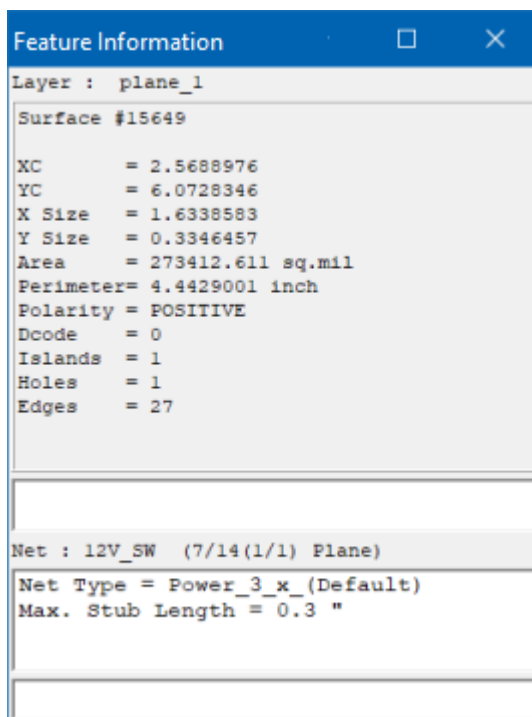 Feature Information
Layer :  plane_1
Surface #15649
XC       = 2.5688976
YC       = 6.0728346
X Size   = 1.6338583
Y Size   = 0.3346457
Area     = 273412.611 sq.mil
Perimeter= 4.4429001 inch
Polarity = POSITIVE
Dcode    = 0
Islands  = 1
Holes    = 1
Edges    = 27
Net : 12V_SW  (7/14(1/1) Plane)
Net Type = Power_3_x_(Default)
Max. Stub Length = 0.3 "